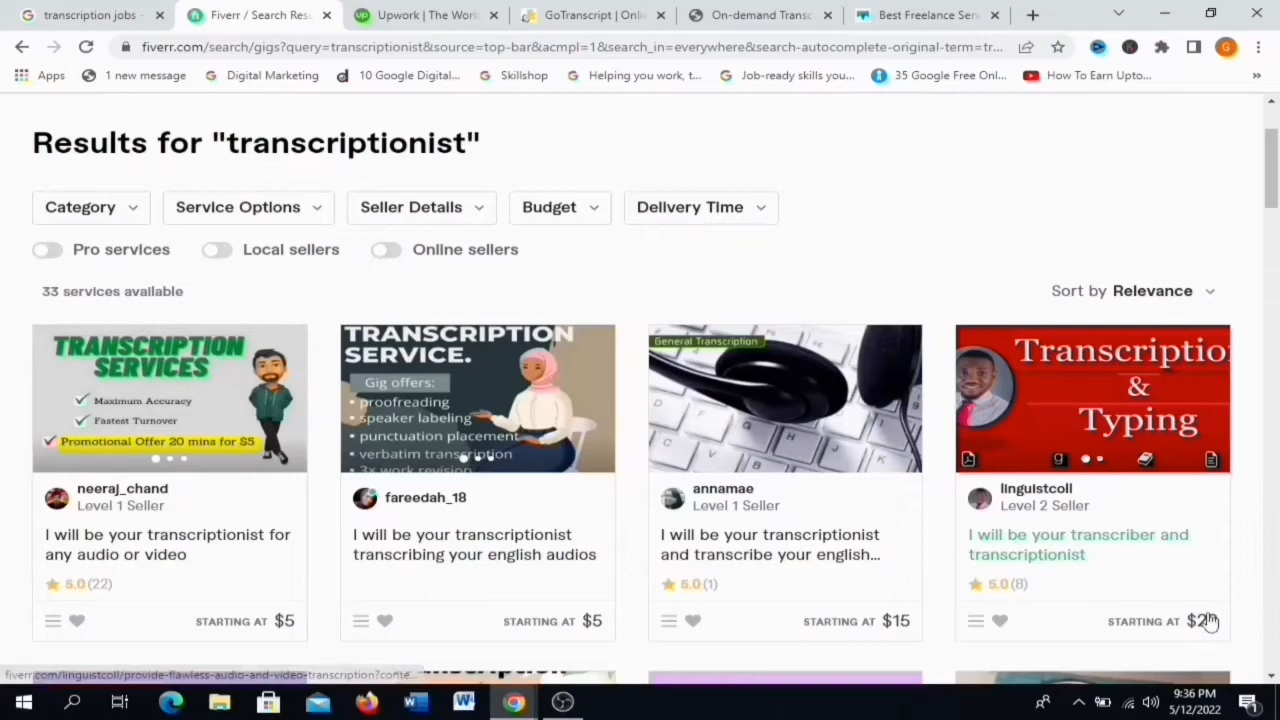 transcription jobs -
Fiverr / Search Resu
Upwork | The World
GoTranscript | Onlin
On-demand Transc
Best Freelance Serv
fiverr.com/search/gigs?query=transcriptionist&source=top-bar&acmpl=1&search_in=everywhere&search-autocomplete-original-term=tr...
Apps
1 new message
Digital Marketing
10 Google Digital...
Skillshop
Helping you work, t...
Job-ready skills you...
35 Google Free Onl...
How To Earn Upto...
Results for "transcriptionist"
Category
Service Options
Seller Details
Budget
Delivery Time
Pro services
Local sellers
Online sellers
33 services available
Sort by Relevance
TRANSCRIPTION
SERVICES
Maximum Accuracy
Fastest Turnover
Promotional Offer 20 mins for $5
neeraj_chand
Level 1 Seller
I will be your transcriptionist for
any audio or video
5.0 (22)
STARTING AT $5
TRANSCRIPTION
SERVICE.
Gig offers:
• proofreading
• speaker labeling
• punctuation placement
• verbatim transcription
• 3× work revision
fareedah_18
I will be your transcriptionist
transcribing your english audios
STARTING AT $5
General Transcription
annamae
Level 1 Seller
I will be your transcriptionist
and transcribe your english...
5.0 (1)
STARTING AT $15
Transcriptio
&
Typing
linguistcoll
Level 2 Seller
I will be your transcriber and
transcriptionist
5.0 (8)
STARTING AT
fiverr.com/linguistcoll/provide-flawless-audio-and-video-transcription?conte...
9:36 PM
5/12/2022